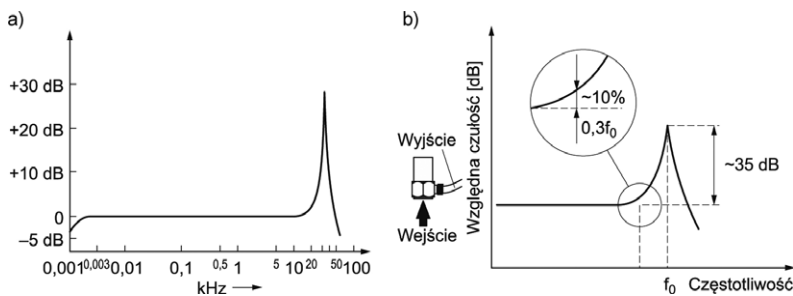 a)
+30 dB
+20 dB
+10 dB
0
–5 dB
0,001 0,003 0,01 0,1 0,5 1 5 10 20 50 100
kHz
b)
Względna czułość [dB]
~10%
0,3f₀
Wyjście
Wejście
~35 dB
f₀ Częstotliwość